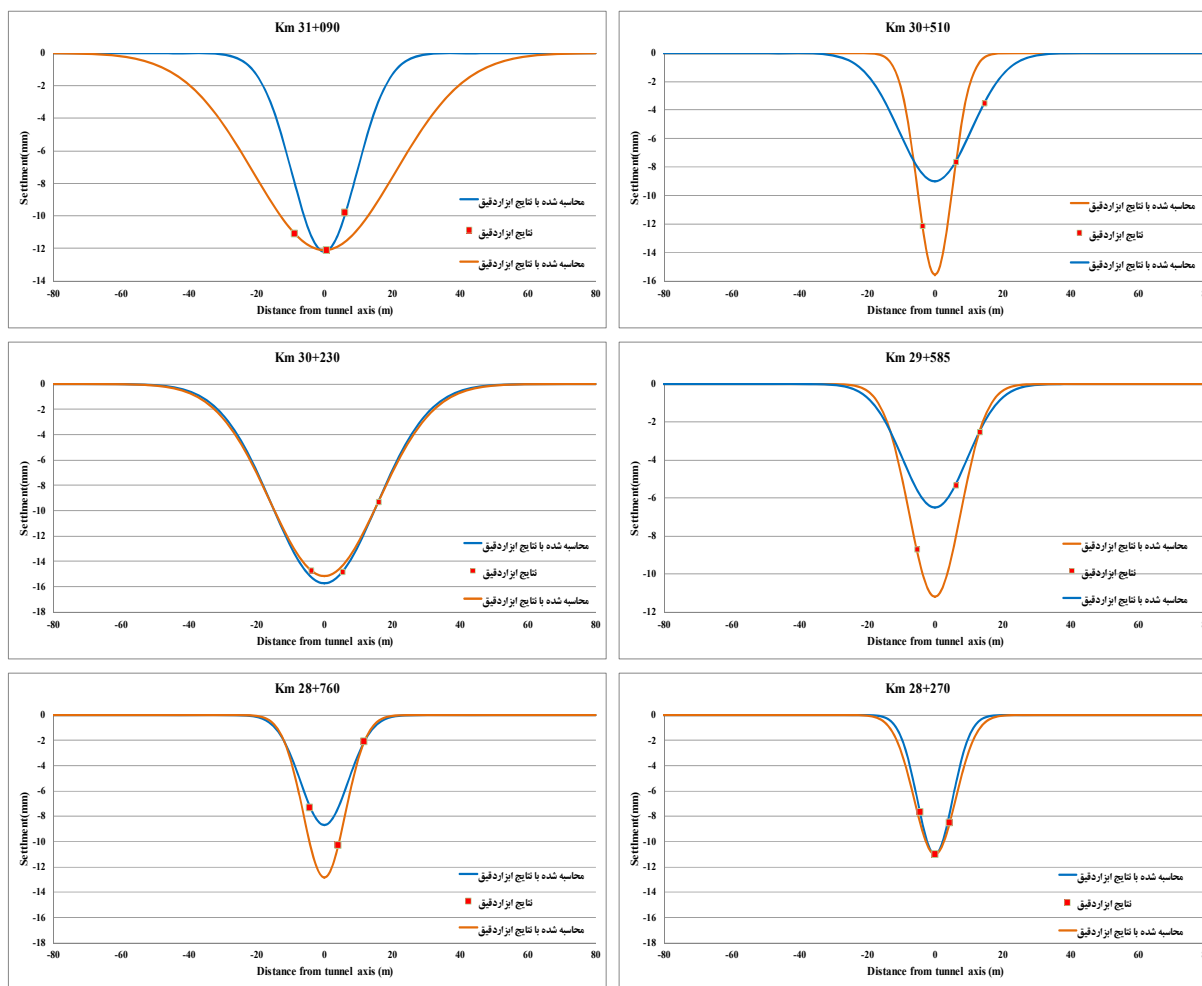 Km 31+090
0
-2
-4
-6
-8
-10
-12
-14
-80 -60 -40 -20 0 20 40 60 80
Settlment(mm)
Distance from tunnel axis (m)
محاسبه شده با نتایج ابزاردقیق
نتایج ابزاردقیق
محاسبه شده با نتایج ابزاردقیق
Km 30+510
0
-2
-4
-6
-8
-10
-12
-14
-16
-80 -60 -40 -20 0 20 40 60
Settlment(mm)
Distance from tunnel axis (m)
محاسبه شده با نتایج ابزاردقیق
نتایج ابزاردقیق
محاسبه شده با نتایج ابزاردقیق
Km 30+230
0
-2
-4
-6
-8
-10
-12
-14
-16
-18
-80 -60 -40 -20 0 20 40 60 80
Settlment(mm)
Distance from tunnel axis (m)
محاسبه شده با نتایج ابزاردقیق
نتایج ابزاردقیق
محاسبه شده با نتایج ابزاردقیق
Km 29+585
0
-2
-4
-6
-8
-10
-12
-80 -60 -40 -20 0 20 40 60
Settlment(mm)
Distance from tunnel axis (m)
محاسبه شده با نتایج ابزاردقیق
نتایج ابزاردقیق
محاسبه شده با نتایج ابزاردقیق
Km 28+760
0
-2
-4
-6
-8
-10
-12
-14
-16
-18
-80 -60 -40 -20 0 20 40 60 80
Settlment(mm)
Distance from tunnel axis (m)
محاسبه شده با نتایج ابزاردقیق
نتایج ابزاردقیق
محاسبه شده با نتایج ابزاردقیق
Km 28+270
0
-2
-4
-6
-8
-10
-12
-14
-16
-18
-80 -60 -40 -20 0 20 40 60
Settlment(mm)
Distance from tunnel axis (m)
محاسبه شده با نتایج ابزاردقیق
نتایج ابزاردقیق
محاسبه شده با نتایج ابزاردقیق